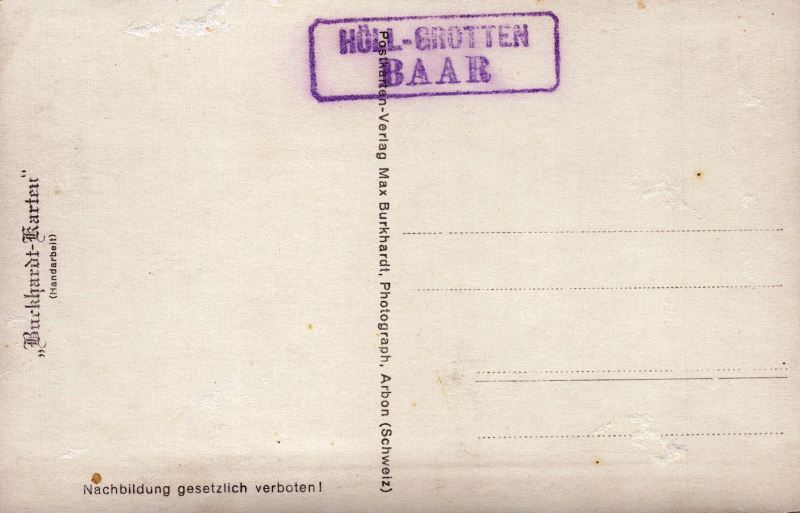 HÖLL-GROTTEN
BAAR
„Burkhardt-Karten“
(Handarbeit)
Postkarten-Verlag Max Burkhardt, Photograph, Arbon (Schweiz)
Nachbildung gesetzlich verboten!